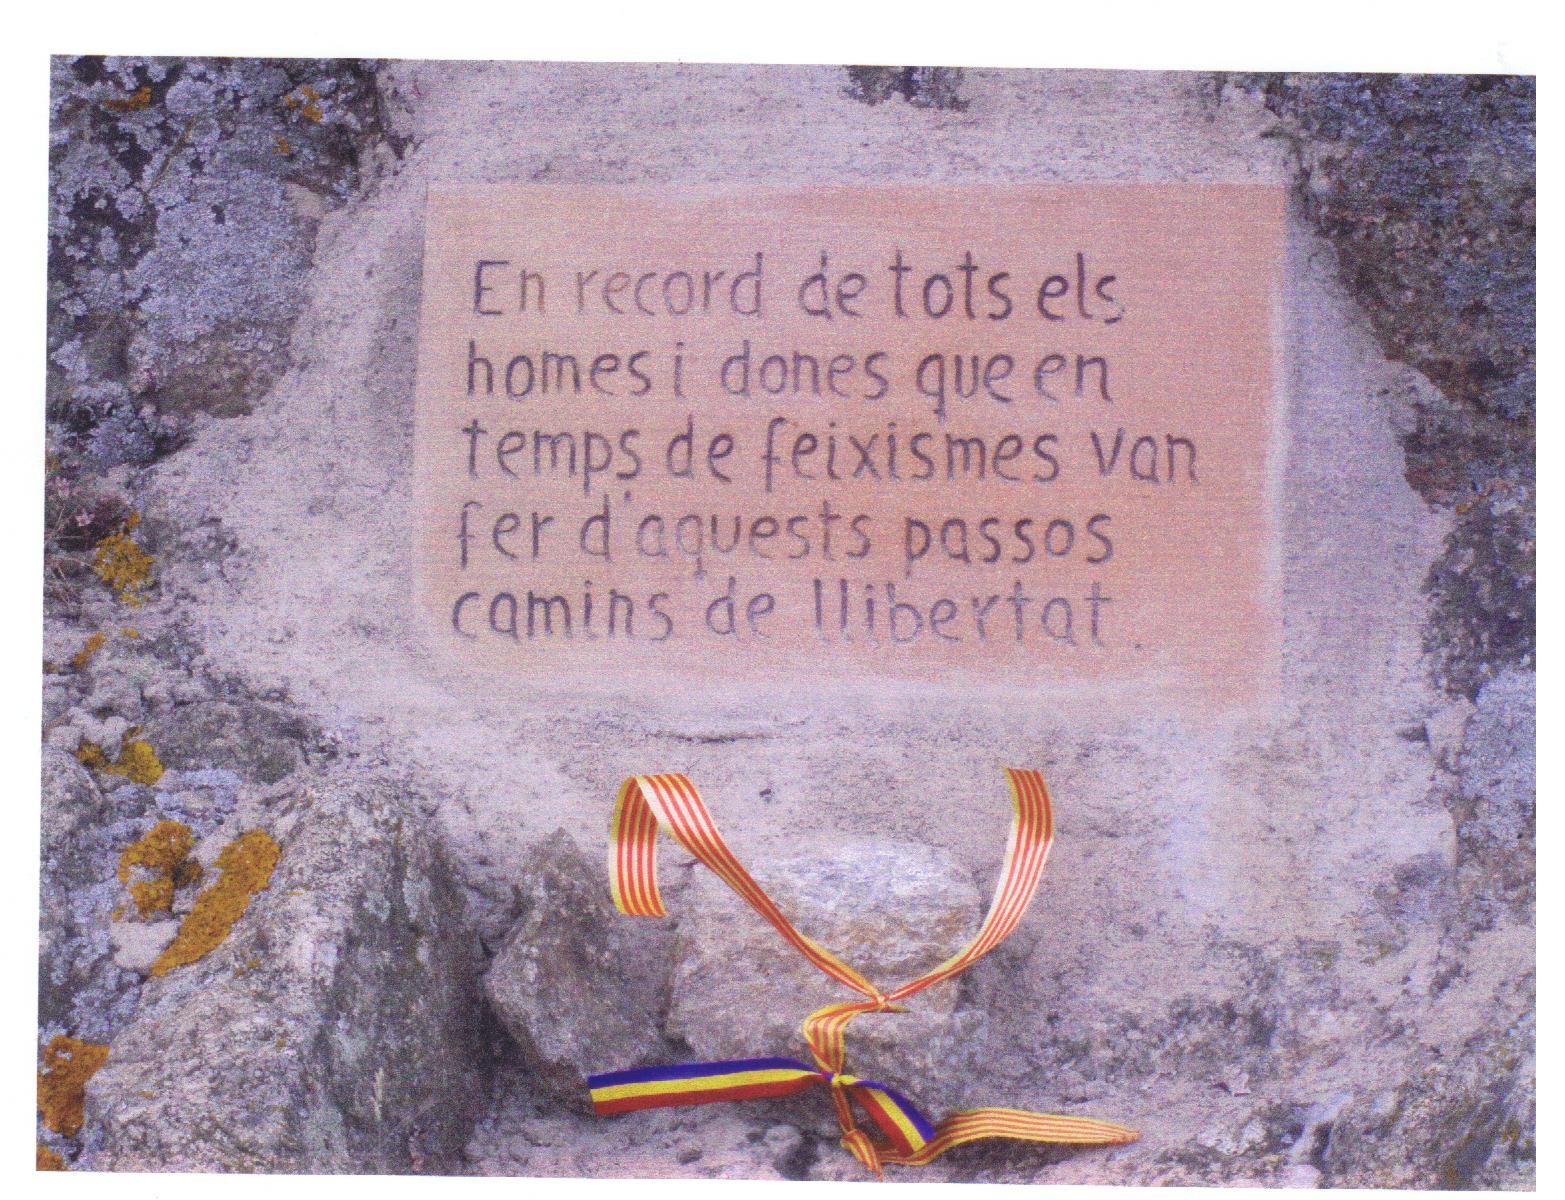 En record de tots els
homes i dones que en
temps de feixismes van
fer d'aquests passos
camins de llibertat.